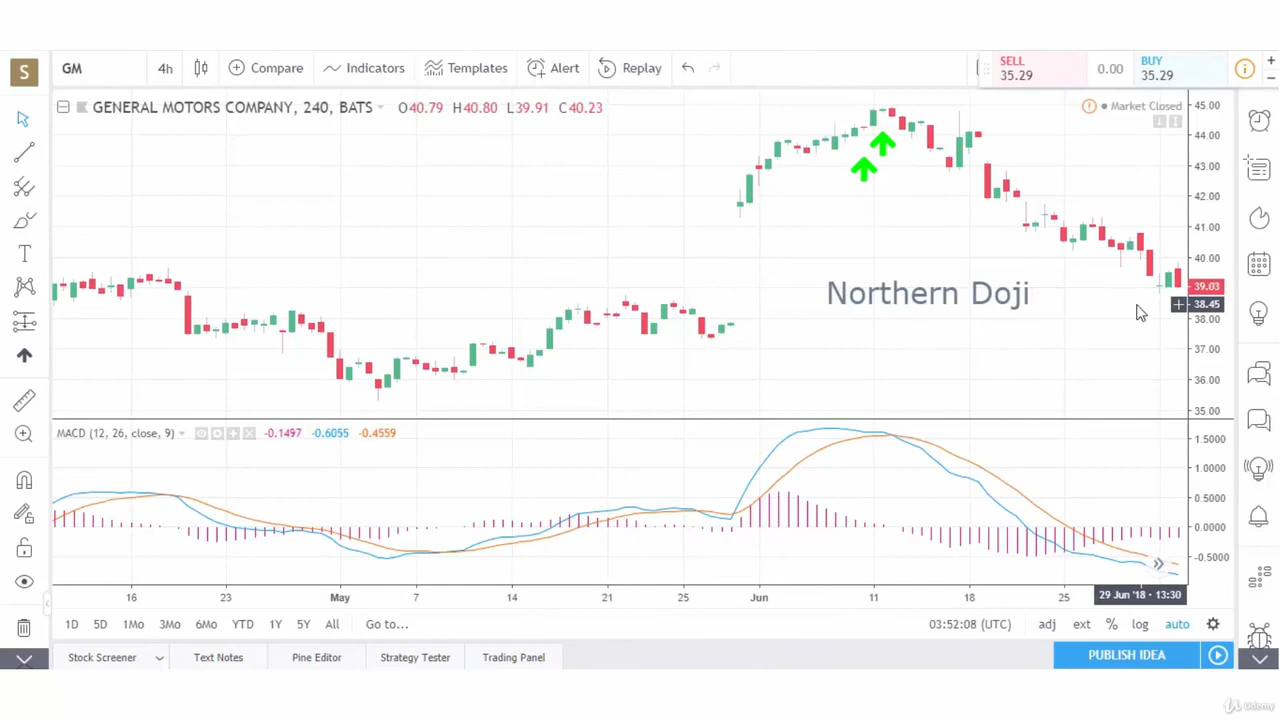 S
GM
4h
Compare
Indicators
Templates
Alert
Replay
SELL
35.29
0.00
BUY
35.29
GENERAL MOTORS COMPANY, 240, BATS
O40.79 H40.80 L39.91 C40.23
Market Closed
45.00
44.00
43.00
42.00
41.00
40.00
39.03
38.45
38.00
37.00
36.00
35.00
Northern Doji
MACD (12, 26, close, 9)
-0.1497 -0.6055 -0.4559
1.5000
1.0000
0.5000
0.0000
-0.5000
16 23 May 7 14 21 25 Jun 11 18 25
29 Jun '18 · 13:30
1D 5D 1Mo 3Mo 6Mo YTD 1Y 5Y All Go to...
03:52:08 (UTC) adj ext % log auto
Stock Screener Text Notes Pine Editor Strategy Tester Trading Panel
PUBLISH IDEA
Udemy